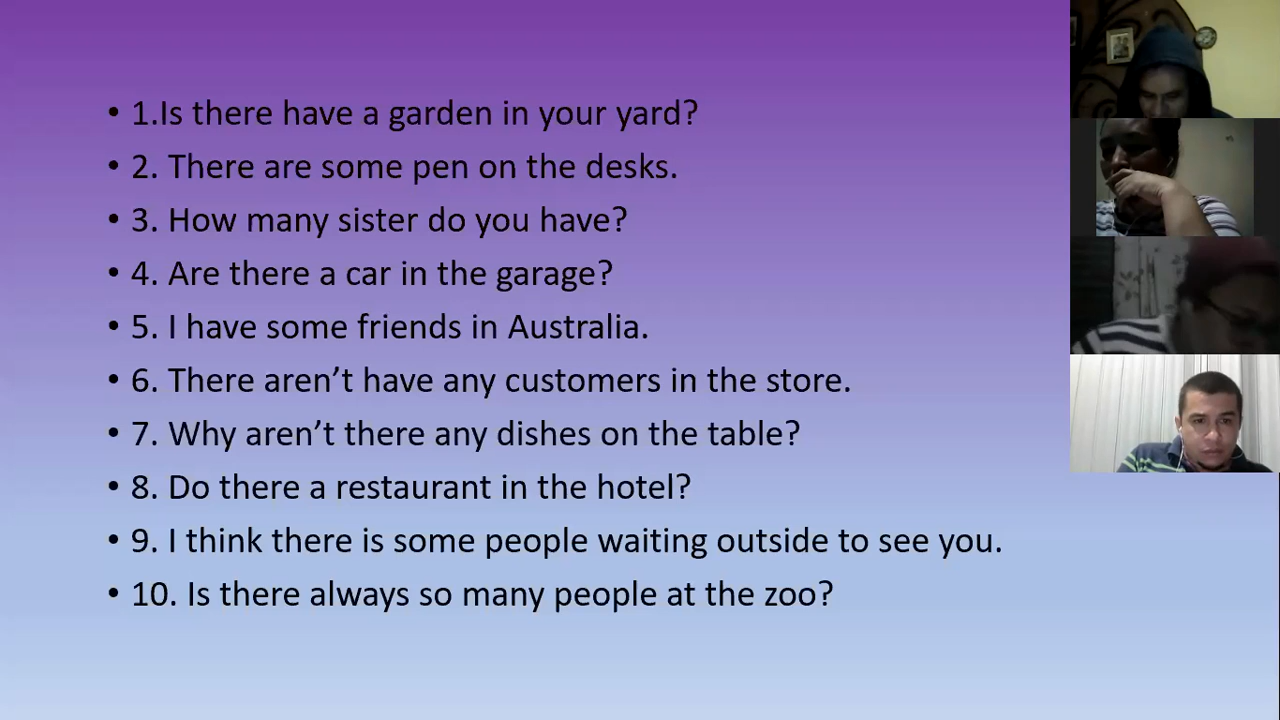 • 1.Is there have a garden in your yard?
• 2. There are some pen on the desks.
• 3. How many sister do you have?
• 4. Are there a car in the garage?
• 5. I have some friends in Australia.
• 6. There aren’t have any customers in the store.
• 7. Why aren’t there any dishes on the table?
• 8. Do there a restaurant in the hotel?
• 9. I think there is some people waiting outside to see you.
• 10. Is there always so many people at the zoo?